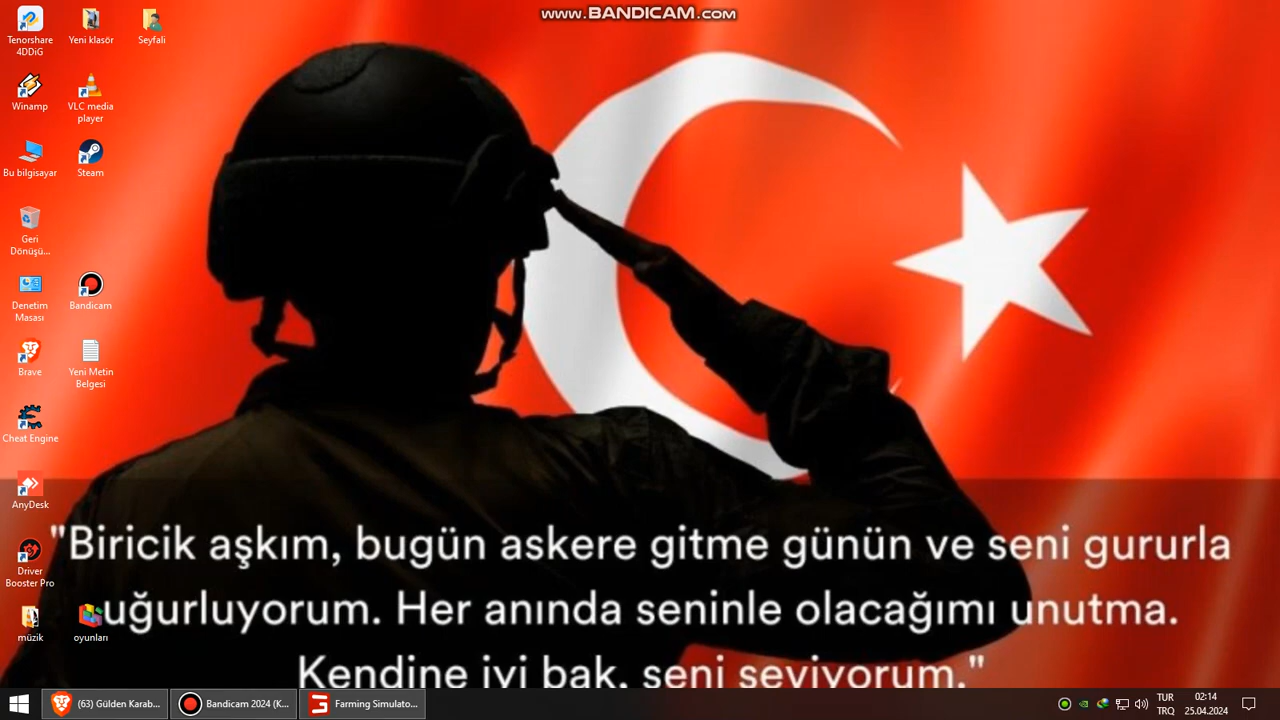 www.BANDICAM.com
Tenorshare
4DDiG
Yeni klasör
Seyfali
Winamp
VLC media
player
Bu bilgisayar
Steam
Geri
Dönüşü...
Denetim
Masası
Bandicam
Brave
Yeni Metin
Belgesi
Cheat Engine
AnyDesk
Driver
Booster Pro
müzik
oyunları
"Biricik aşkım, bugün askere gitme günün ve seni gururla
uğurluyorum. Her anında seninle olacağımı unutma.
Kendine iyi bak, seni seviyorum."
(63) Gülden Karab...
Bandicam 2024 (K...
Farming Simulato...
TUR
TRQ
02:14
25.04.2024